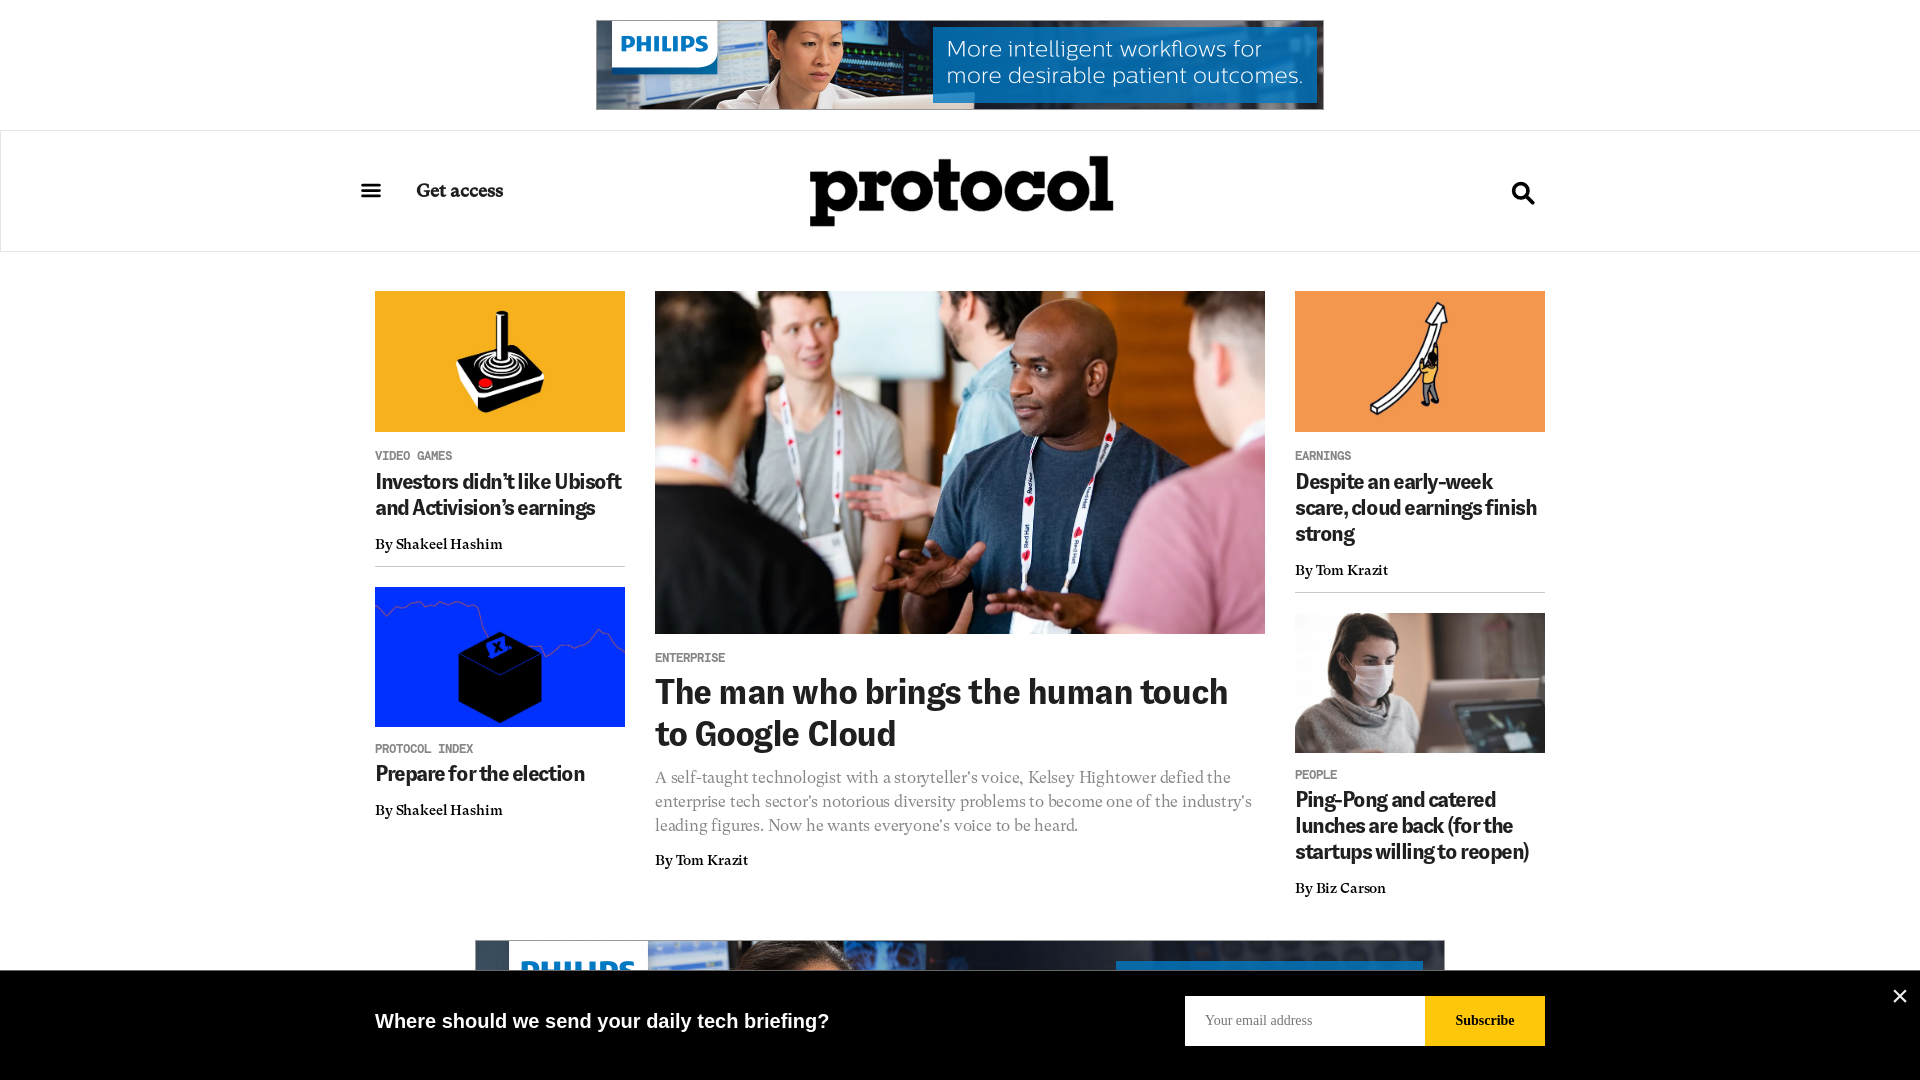 PHILIPS
More intelligent workflows for
more desirable patient outcomes.
Get access
protocol
VIDEO GAMES
Investors didn’t like Ubisoft
and Activision’s earnings
By Shakeel Hashim
PROTOCOL INDEX
Prepare for the election
By Shakeel Hashim
Red Hat
ENTERPRISE
The man who brings the human touch
to Google Cloud
A self-taught technologist with a storyteller's voice, Kelsey Hightower defied the
enterprise tech sector's notorious diversity problems to become one of the industry's
leading figures. Now he wants everyone's voice to be heard.
By Tom Krazit
EARNINGS
Despite an early-week
scare, cloud earnings finish
strong
By Tom Krazit
PEOPLE
Ping-Pong and catered
lunches are back (for the
startups willing to reopen)
By Biz Carson
PHILIPS
Where should we send your daily tech briefing?
Your email address
Subscribe